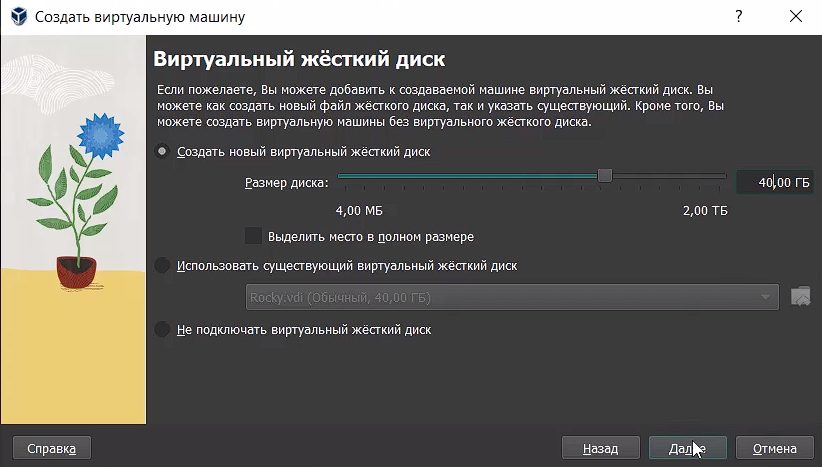 Создать виртуальную машину
?
Виртуальный жёсткий диск
Если пожелаете, Вы можете добавить к создаваемой машине виртуальный жёсткий диск. Вы
можете как создать новый файл жёсткого диска, так и указать существующий. Кроме того, Вы
можете создать виртуальную машины без виртуального жёсткого диска.
Создать новый виртуальный жёсткий диск
Размер диска: 40,00 ГБ
4,00 МБ 2,00 ТБ
Выделить место в полном размере
Использовать существующий виртуальный жёсткий диск
Rocky.vdi (Обычный, 40,00 ГБ)
Не подключать виртуальный жёсткий диск
Справка Назад Далее Отмена